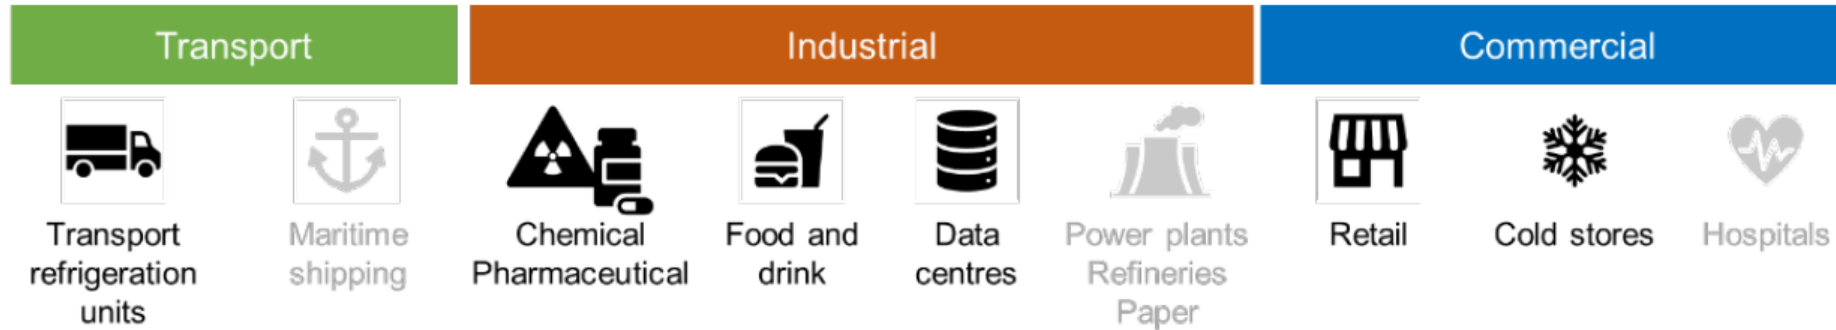 Transport
Industrial
Commercial
Transport
refrigeration
units
Maritime
shipping
Chemical
Pharmaceutical
Food and
drink
Data
centres
Power plants
Refineries
Paper
Retail
Cold stores
Hospitals